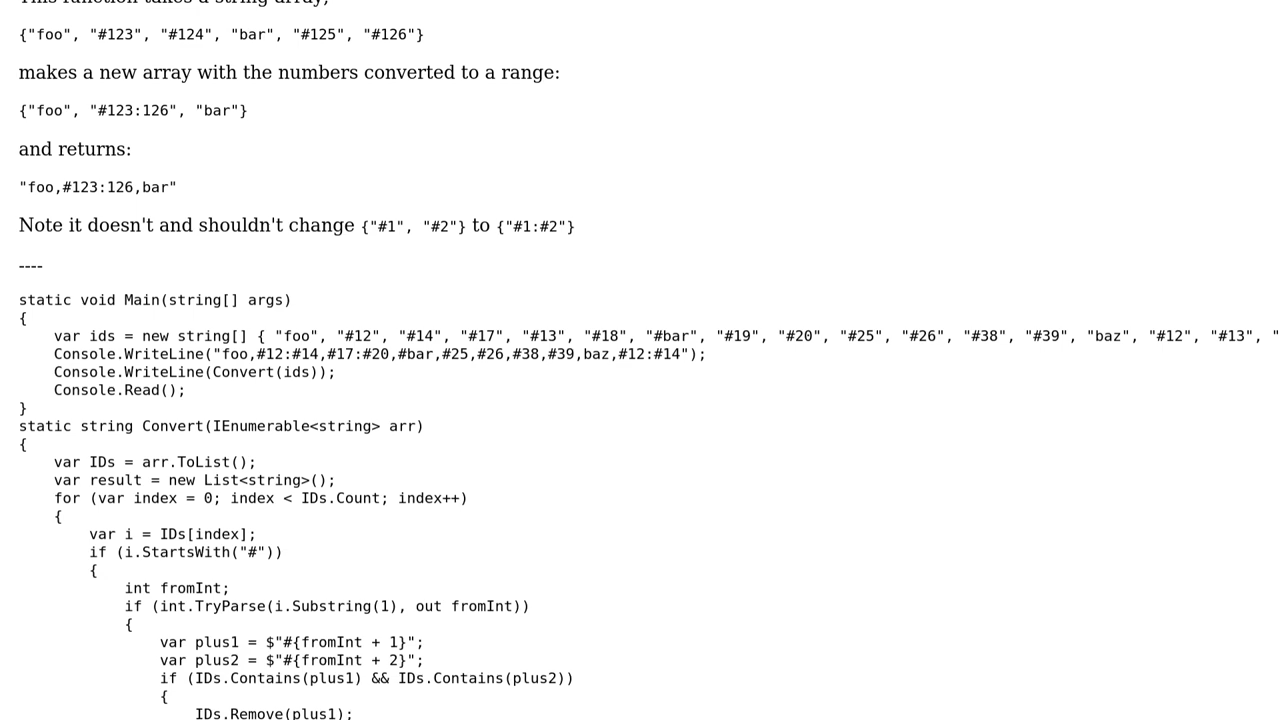 This function takes a string array,
{"foo", "#123", "#124", "bar", "#125", "#126"}
makes a new array with the numbers converted to a range:
{"foo", "#123:126", "bar"}
and returns:
"foo,#123:126,bar"
Note it doesn't and shouldn't change {"#1", "#2"} to {"#1:#2"}
----
static void Main(string[] args)
{
    var ids = new string[] { "foo", "#12", "#14", "#17", "#13", "#18", "#bar", "#19", "#20", "#25", "#26", "#38", "#39", "baz", "#12", "#13", "
    Console.WriteLine("foo,#12:#14,#17:#20,#bar,#25,#26,#38,#39,baz,#12:#14");
    Console.WriteLine(Convert(ids));
    Console.Read();
}
static string Convert(IEnumerable<string> arr)
{
    var IDs = arr.ToList();
    var result = new List<string>();
    for (var index = 0; index < IDs.Count; index++)
    {
        var i = IDs[index];
        if (i.StartsWith("#"))
        {
            int fromInt;
            if (int.TryParse(i.Substring(1), out fromInt))
            {
                var plus1 = $"#{fromInt + 1}";
                var plus2 = $"#{fromInt + 2}";
                if (IDs.Contains(plus1) && IDs.Contains(plus2))
                {
                    IDs.Remove(plus1);